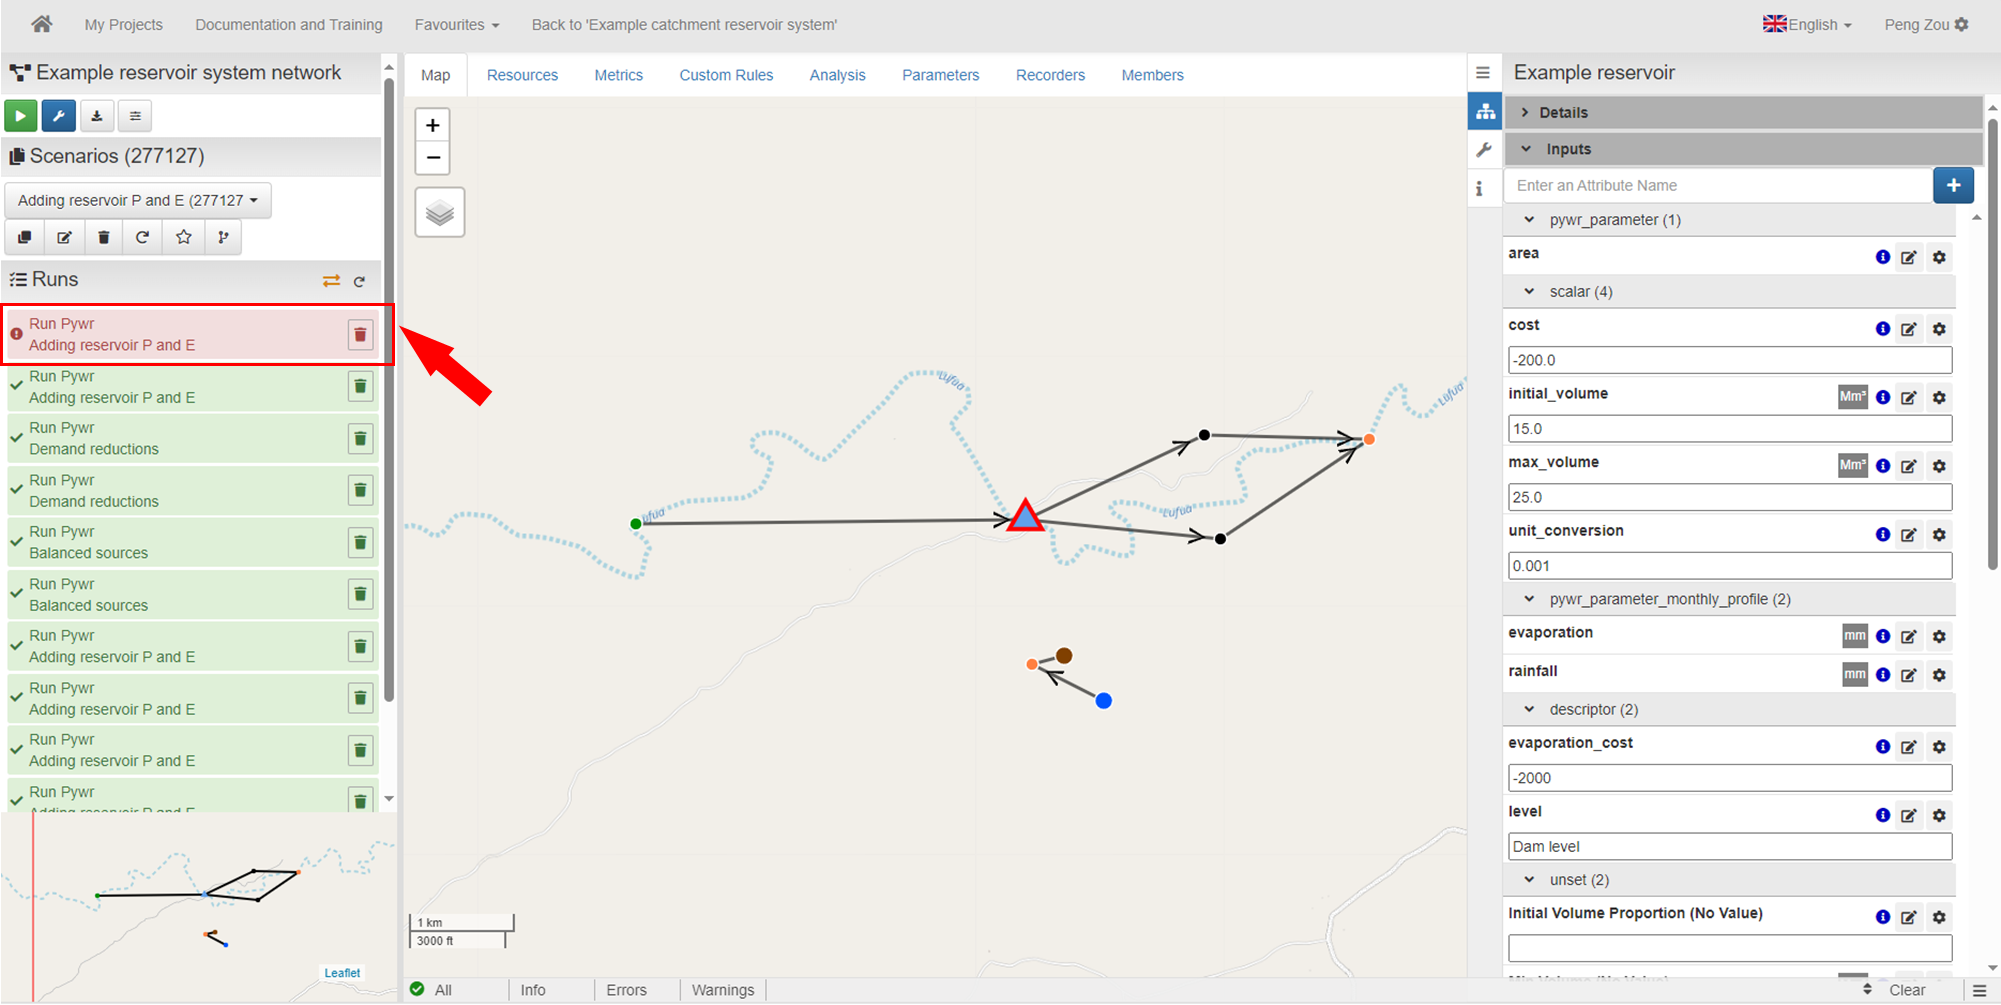 My Projects
Documentation and Training
Favourites
Back to 'Example catchment reservoir system'
English
Peng Zou
Example reservoir system network
Scenarios (277127)
Adding reservoir P and E (277127
Runs
Run Pywr
Adding reservoir P and E
Run Pywr
Adding reservoir P and E
Run Pywr
Demand reductions
Run Pywr
Demand reductions
Run Pywr
Balanced sources
Run Pywr
Balanced sources
Run Pywr
Adding reservoir P and E
Run Pywr
Adding reservoir P and E
Run Pywr
Adding reservoir P and E
Run Pywr
Adding reservoir P and E
Leaflet
Map
Resources
Metrics
Custom Rules
Analysis
Parameters
Recorders
Members
+
−
Lufua
Lufua
Lufua
1 km
3000 ft
All
Info
Errors
Warnings
Clear
Example reservoir
Details
Inputs
Enter an Attribute Name
pywr_parameter (1)
area
scalar (4)
cost
-200.0
initial_volume
Mm³
15.0
max_volume
Mm³
25.0
unit_conversion
0.001
pywr_parameter_monthly_profile (2)
evaporation
mm
rainfall
mm
descriptor (2)
evaporation_cost
-2000
level
Dam level
unset (2)
Initial Volume Proportion (No Value)